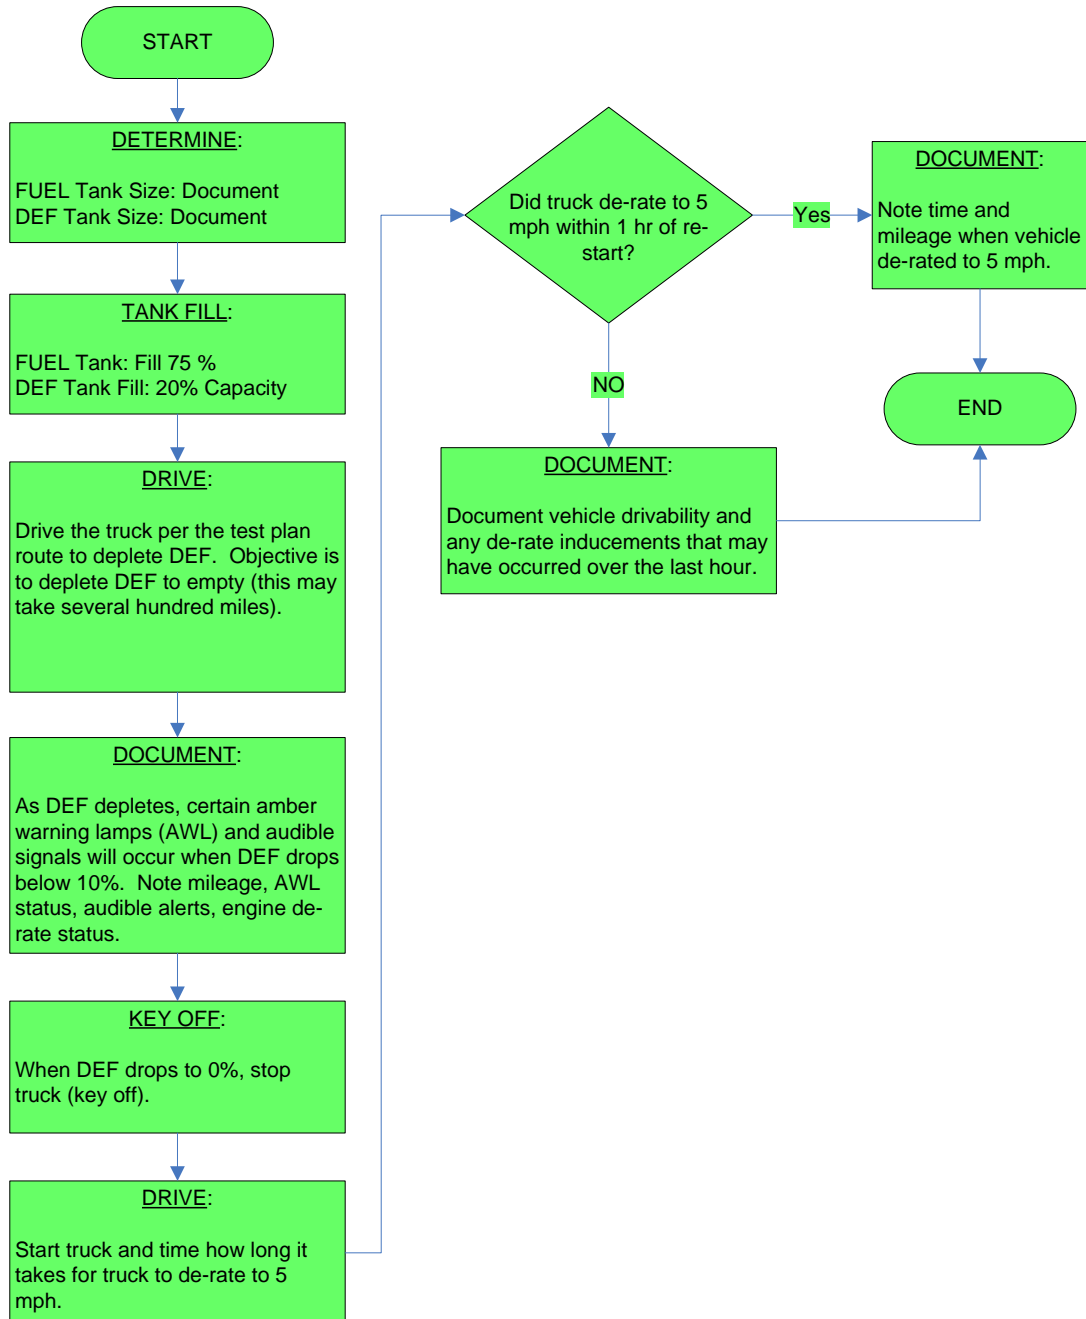 START
DETERMINE:
FUEL Tank Size: Document
DEF Tank Size: Document
TANK FILL:
FUEL Tank: Fill 75 %
DEF Tank Fill: 20% Capacity
DRIVE:
Drive the truck per the test plan
route to deplete DEF.  Objective is
to deplete DEF to empty (this may
take several hundred miles).
DOCUMENT:
As DEF depletes, certain amber
warning lamps (AWL) and audible
signals will occur when DEF drops
below 10%.  Note mileage, AWL
status, audible alerts, engine de-
rate status.
KEY OFF:
When DEF drops to 0%, stop
truck (key off).
DRIVE:
Start truck and time how long it
takes for truck to de-rate to 5
mph.
Did truck de-rate to 5
mph within 1 hr of re-
start?
Yes
NO
DOCUMENT:
Note time and
mileage when vehicle
de-rated to 5 mph.
DOCUMENT:
Document vehicle drivability and
any de-rate inducements that may
have occurred over the last hour.
END